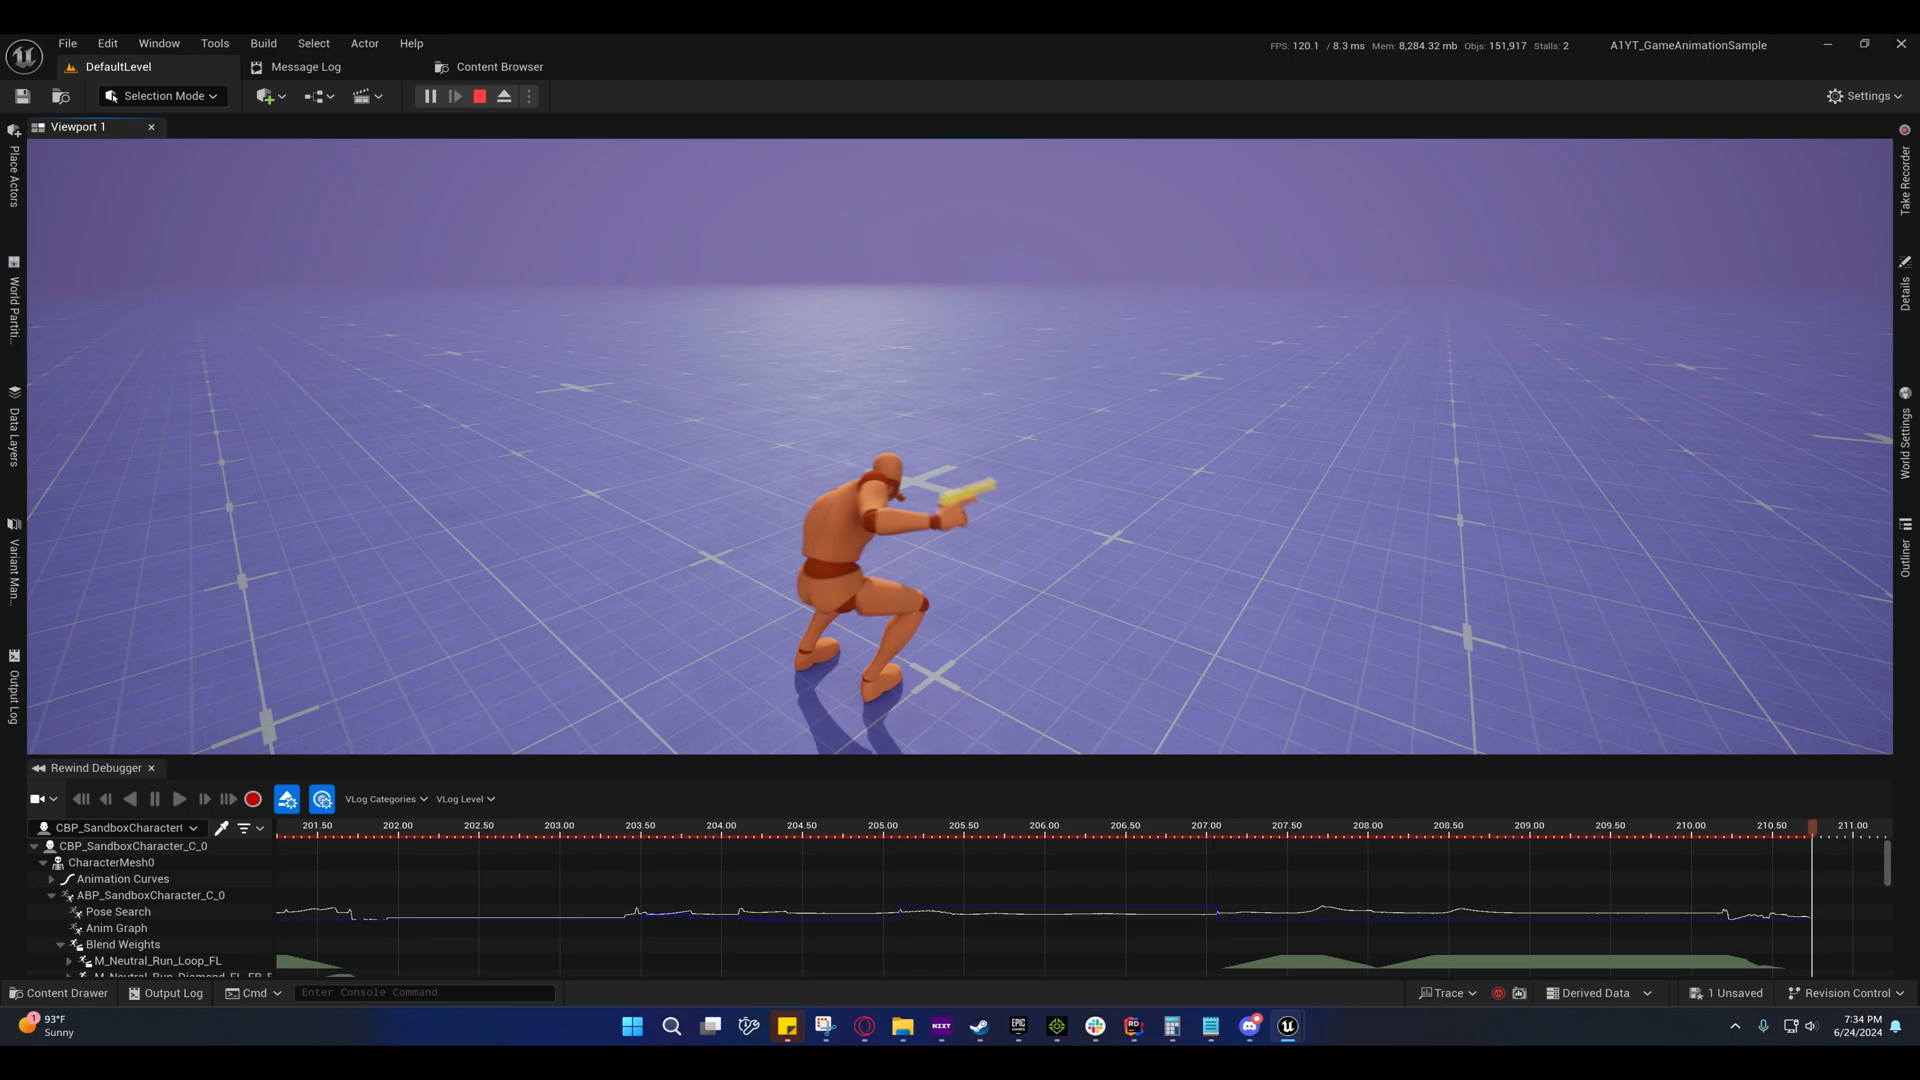 File Edit Window Tools Build Select Actor Help
FPS: 120.1 / 8.3 ms Mem: 8,284.32 mb Objs: 151,917 Stalls: 2
A1YT_GameAnimationSample
DefaultLevel
Message Log
Content Browser
Selection Mode
Settings
Viewport 1
Place Actors
World Partiti...
Data Layers
Variant Man...
Output Log
Take Recorder
Details
World Settings
Outliner
Rewind Debugger
VLog Categories
VLog Level
CBP_SandboxCharacter
201.50 202.00 202.50 203.00 203.50 204.00 204.50 205.00 205.50 206.00 206.50 207.00 207.50 208.00 208.50 209.00 209.50 210.00 210.50 211.00
CBP_SandboxCharacter_C_0
CharacterMesh0
Animation Curves
ABP_SandboxCharacter_C_0
Pose Search
Anim Graph
Blend Weights
M_Neutral_Run_Loop_FL
Content Drawer
Output Log
Cmd
Enter Console Command
Trace
Derived Data
1 Unsaved
Revision Control
1
93°F
Sunny
NZXT
EPIC
GAMES
RD
7:34 PM
6/24/2024